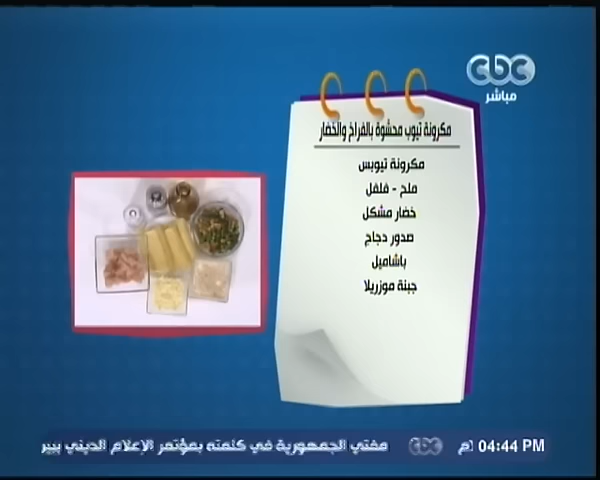 cbc
مباشر
مكرونة تيوب محشوة بالفراخ والخضار
مكرونة تيوبس
ملح - فلفل
خضار مشكل
صدور دجاج
باشاميل
جبنة موزريلا
04:44 PM
cbc مفتي الجمهورية في كلمته بمؤتمر الإعلام الديني